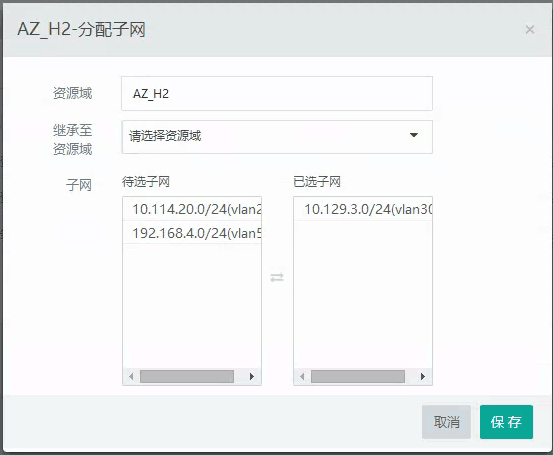 AZ_H2-分配子网
×
资源域
AZ_H2
继承至
资源域
请选择资源域
子网
待选子网
已选子网
10.114.20.0/24(vlan2
192.168.4.0/24(vlan5
10.129.3.0/24(vlan30
取消
保 存